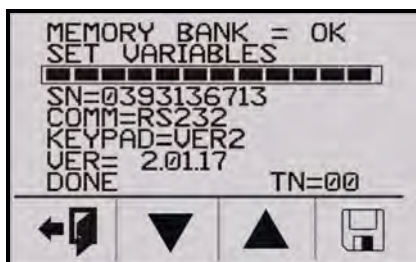 MEMORY BANK = OK
SET VARIABLES
SN=0393136713
COMM=RS232
KEYPAD=VER2
VER= 2.01.17
DONE TN=00